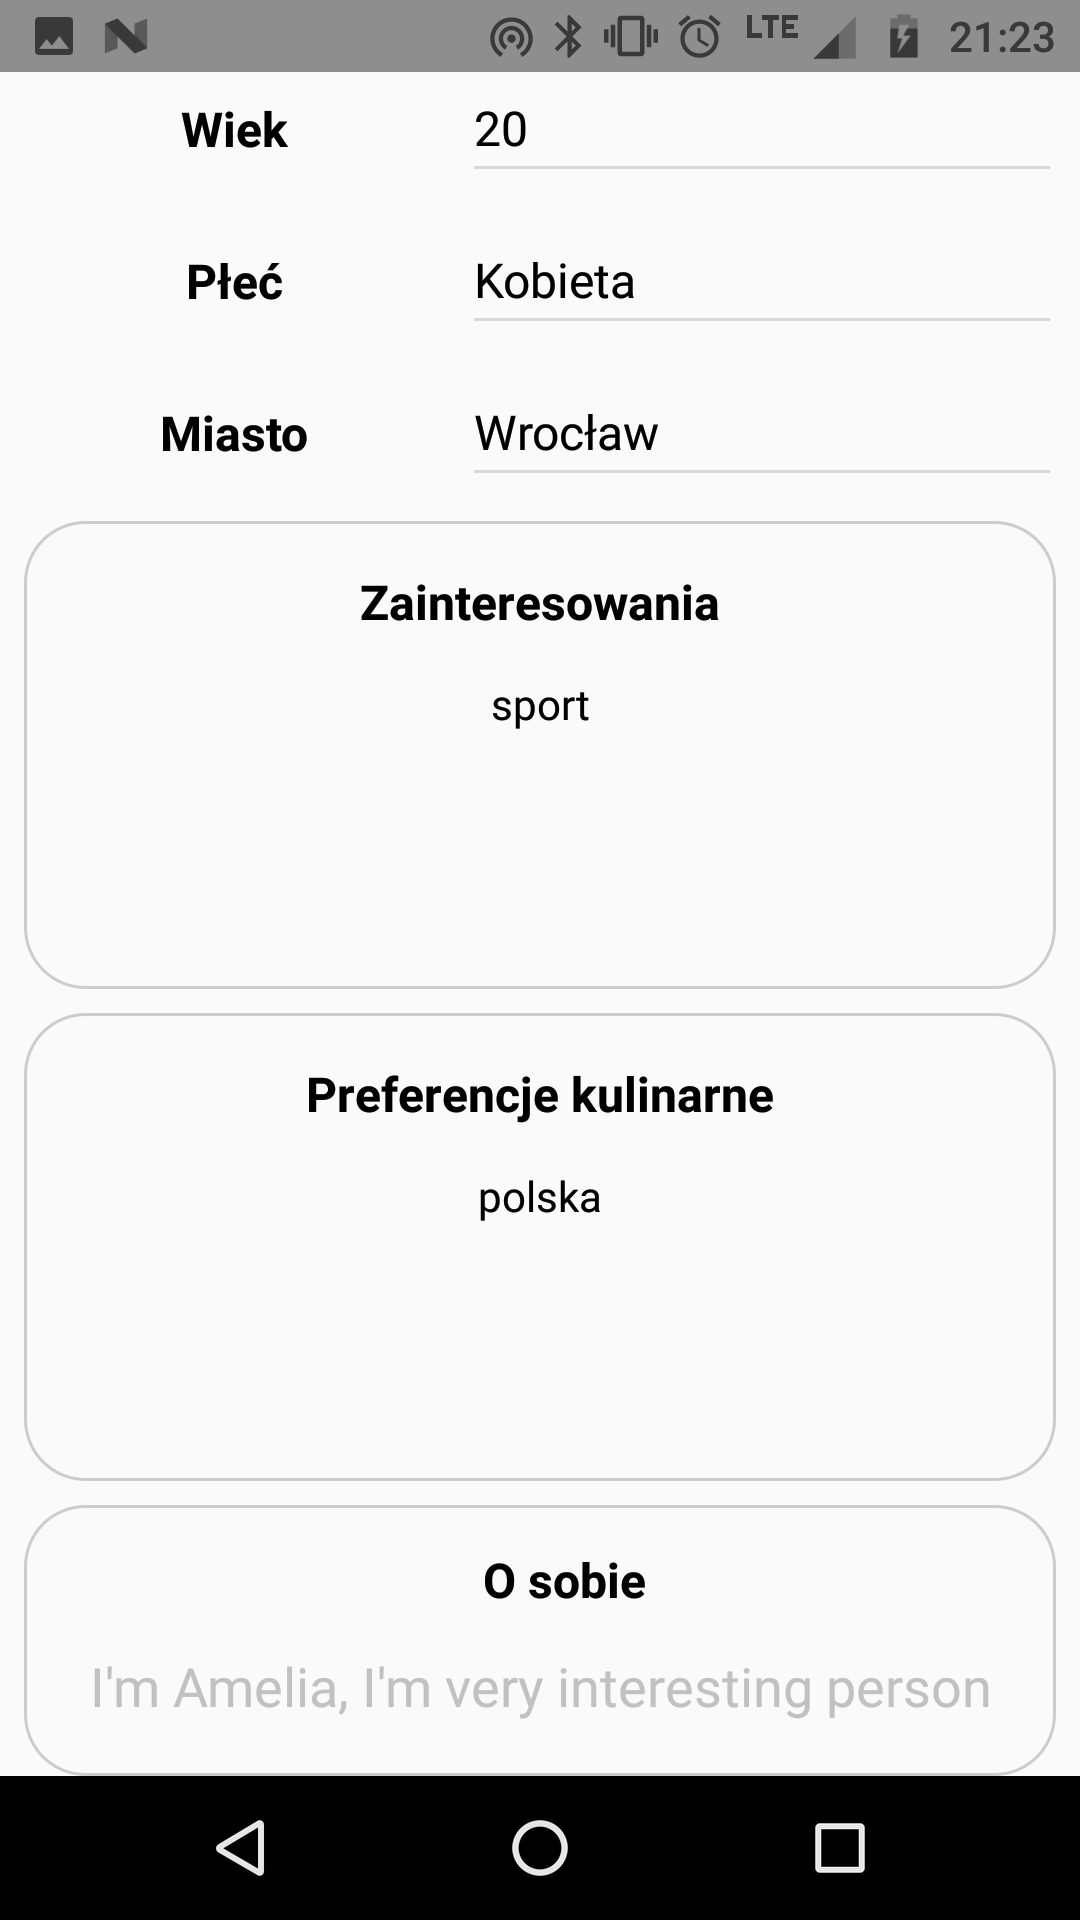 LTE 21:23
Wiek 20
Płeć Kobieta
Miasto Wrocław
Zainteresowania
sport
Preferencje kulinarne
polska
O sobie
I'm Amelia, I'm very interesting person